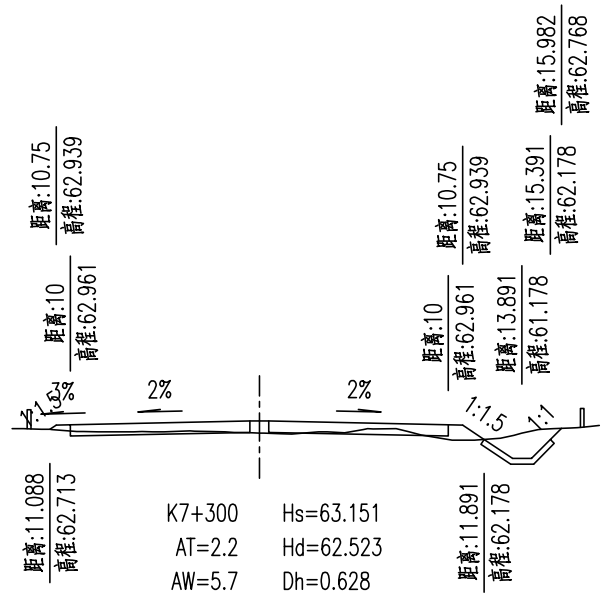 距离:15.982
高程:62.768
距离:10.75
高程:62.939
距离:10.75
高程:62.939
距离:15.391
高程:62.178
距离:10
高程:62.961
距离:10
高程:62.961
距离:13.891
高程:61.178
1:1.5
3%
2%
2%
1:1.5
1:1
距离:11.088
高程:62.713
距离:11.891
高程:62.178
K7+300
Hs=63.151
AT=2.2
Hd=62.523
AW=5.7
Dh=0.628